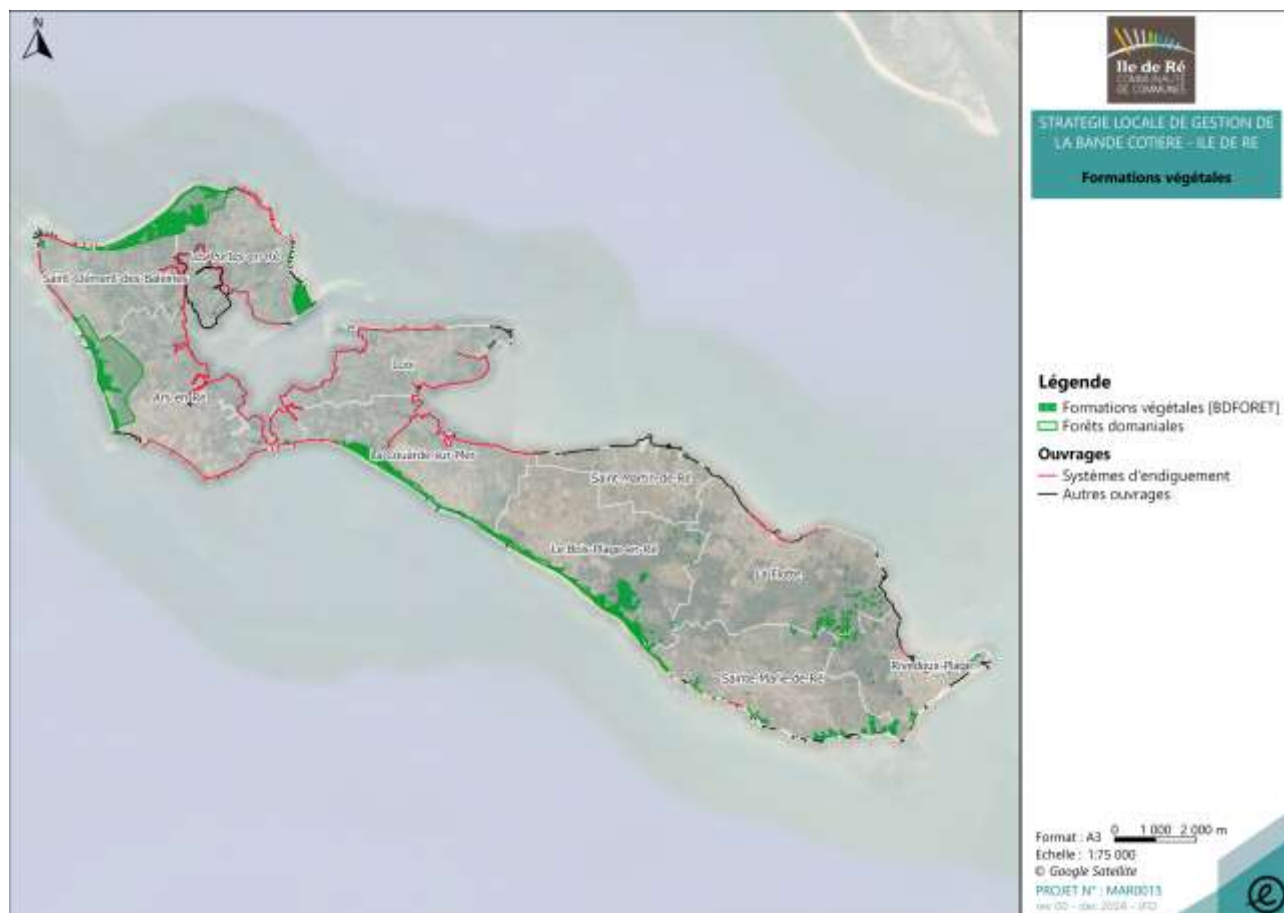 N
Ile de Ré
COMMUNAUTÉ
DE COMMUNES
STRATEGIE LOCALE DE GESTION DE
LA BANDE COTIERE - ILE DE RE
Formations végétales
Saint-Clément-des-Baleines
Ars-en-Ré
Loix
La Couarde-sur-Mer
Saint-Martin-de-Ré
Le Bois-Plage-en-Ré
La Flotte
Rivedoux-Plage
Sainte-Marie-de-Ré
Légende
Formations végétales [BDFORET]
Forêts domaniales
Ouvrages
Systèmes d'endiguement
Autres ouvrages
Format : A3
0 1 000 2 000 m
Echelle : 1:75 000
© Google Satellite
PROJET N° : MAR0013